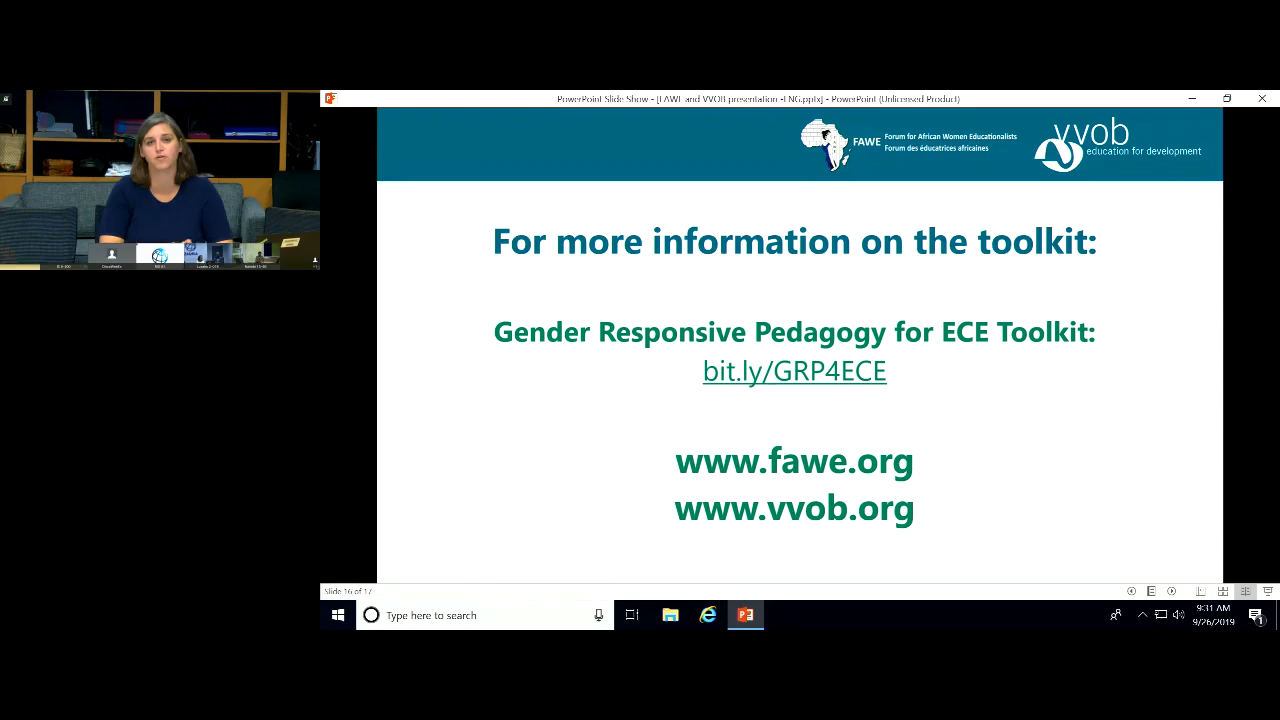 PowerPoint Slide Show - [FAWE and VVOB presentation -ENG.pptx] - PowerPoint (Unlicensed Product)
FAWE
Forum for African Women Educationalists
Forum des éducatrices africaines
vvob
education for development
For more information on the toolkit:
Gender Responsive Pedagogy for ECE Toolkit:
bit.ly/GRP4ECE
www.fawe.org
www.vvob.org
Slide 16 of 17
Type here to search
9:31 AM
9/26/2019
1